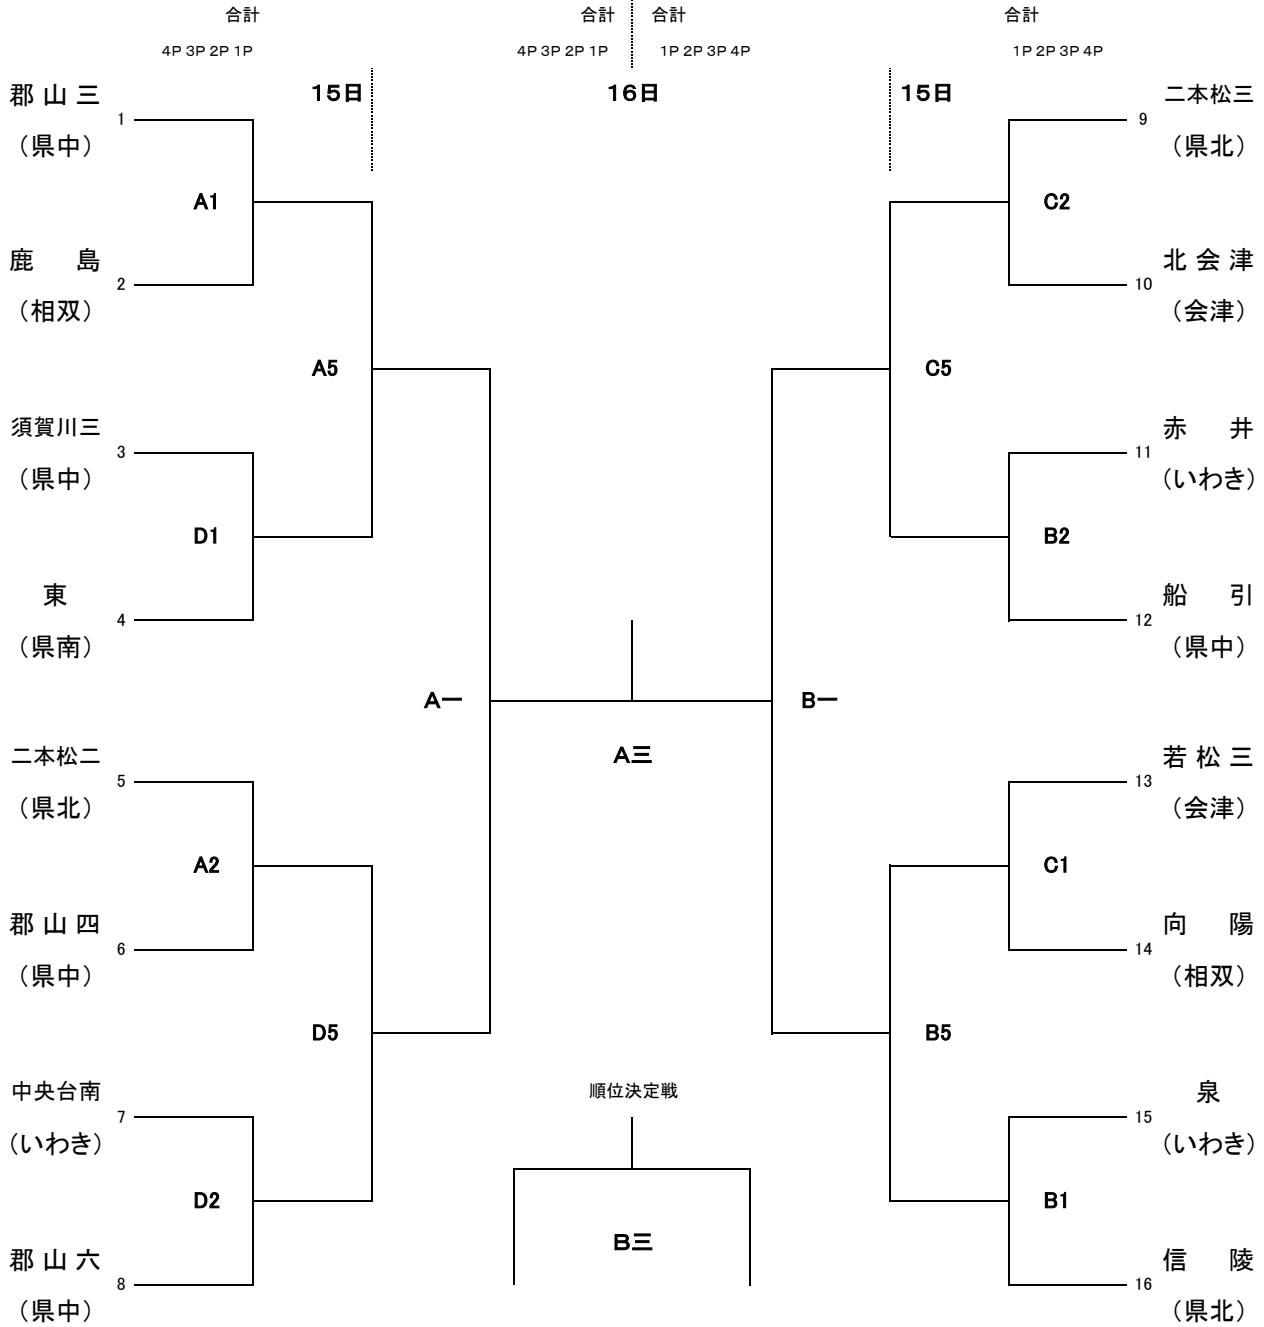 合計 合計 合計 合計
4P 3P 2P 1P 4P 3P 2P 1P 1P 2P 3P 4P 1P 2P 3P 4P
15日 16日 15日
郡山三 1
（県中）
A1
鹿島 2
（相双）
A5
須賀川三 3
（県中）
D1
東 4
（県南）
A一
二本松二 5
（県北）
A2
郡山四 6
（県中）
D5
中央台南 7
（いわき）
D2
郡山六 8
（県中）
A三
順位決定戦
B三
9 二本松三
（県北）
C2
10 北会津
（会津）
C5
11 赤井
（いわき）
B2
12 船引
（県中）
B一
13 若松三
（会津）
C1
14 向陽
（相双）
B5
15 泉
（いわき）
B1
16 信陵
（県北）